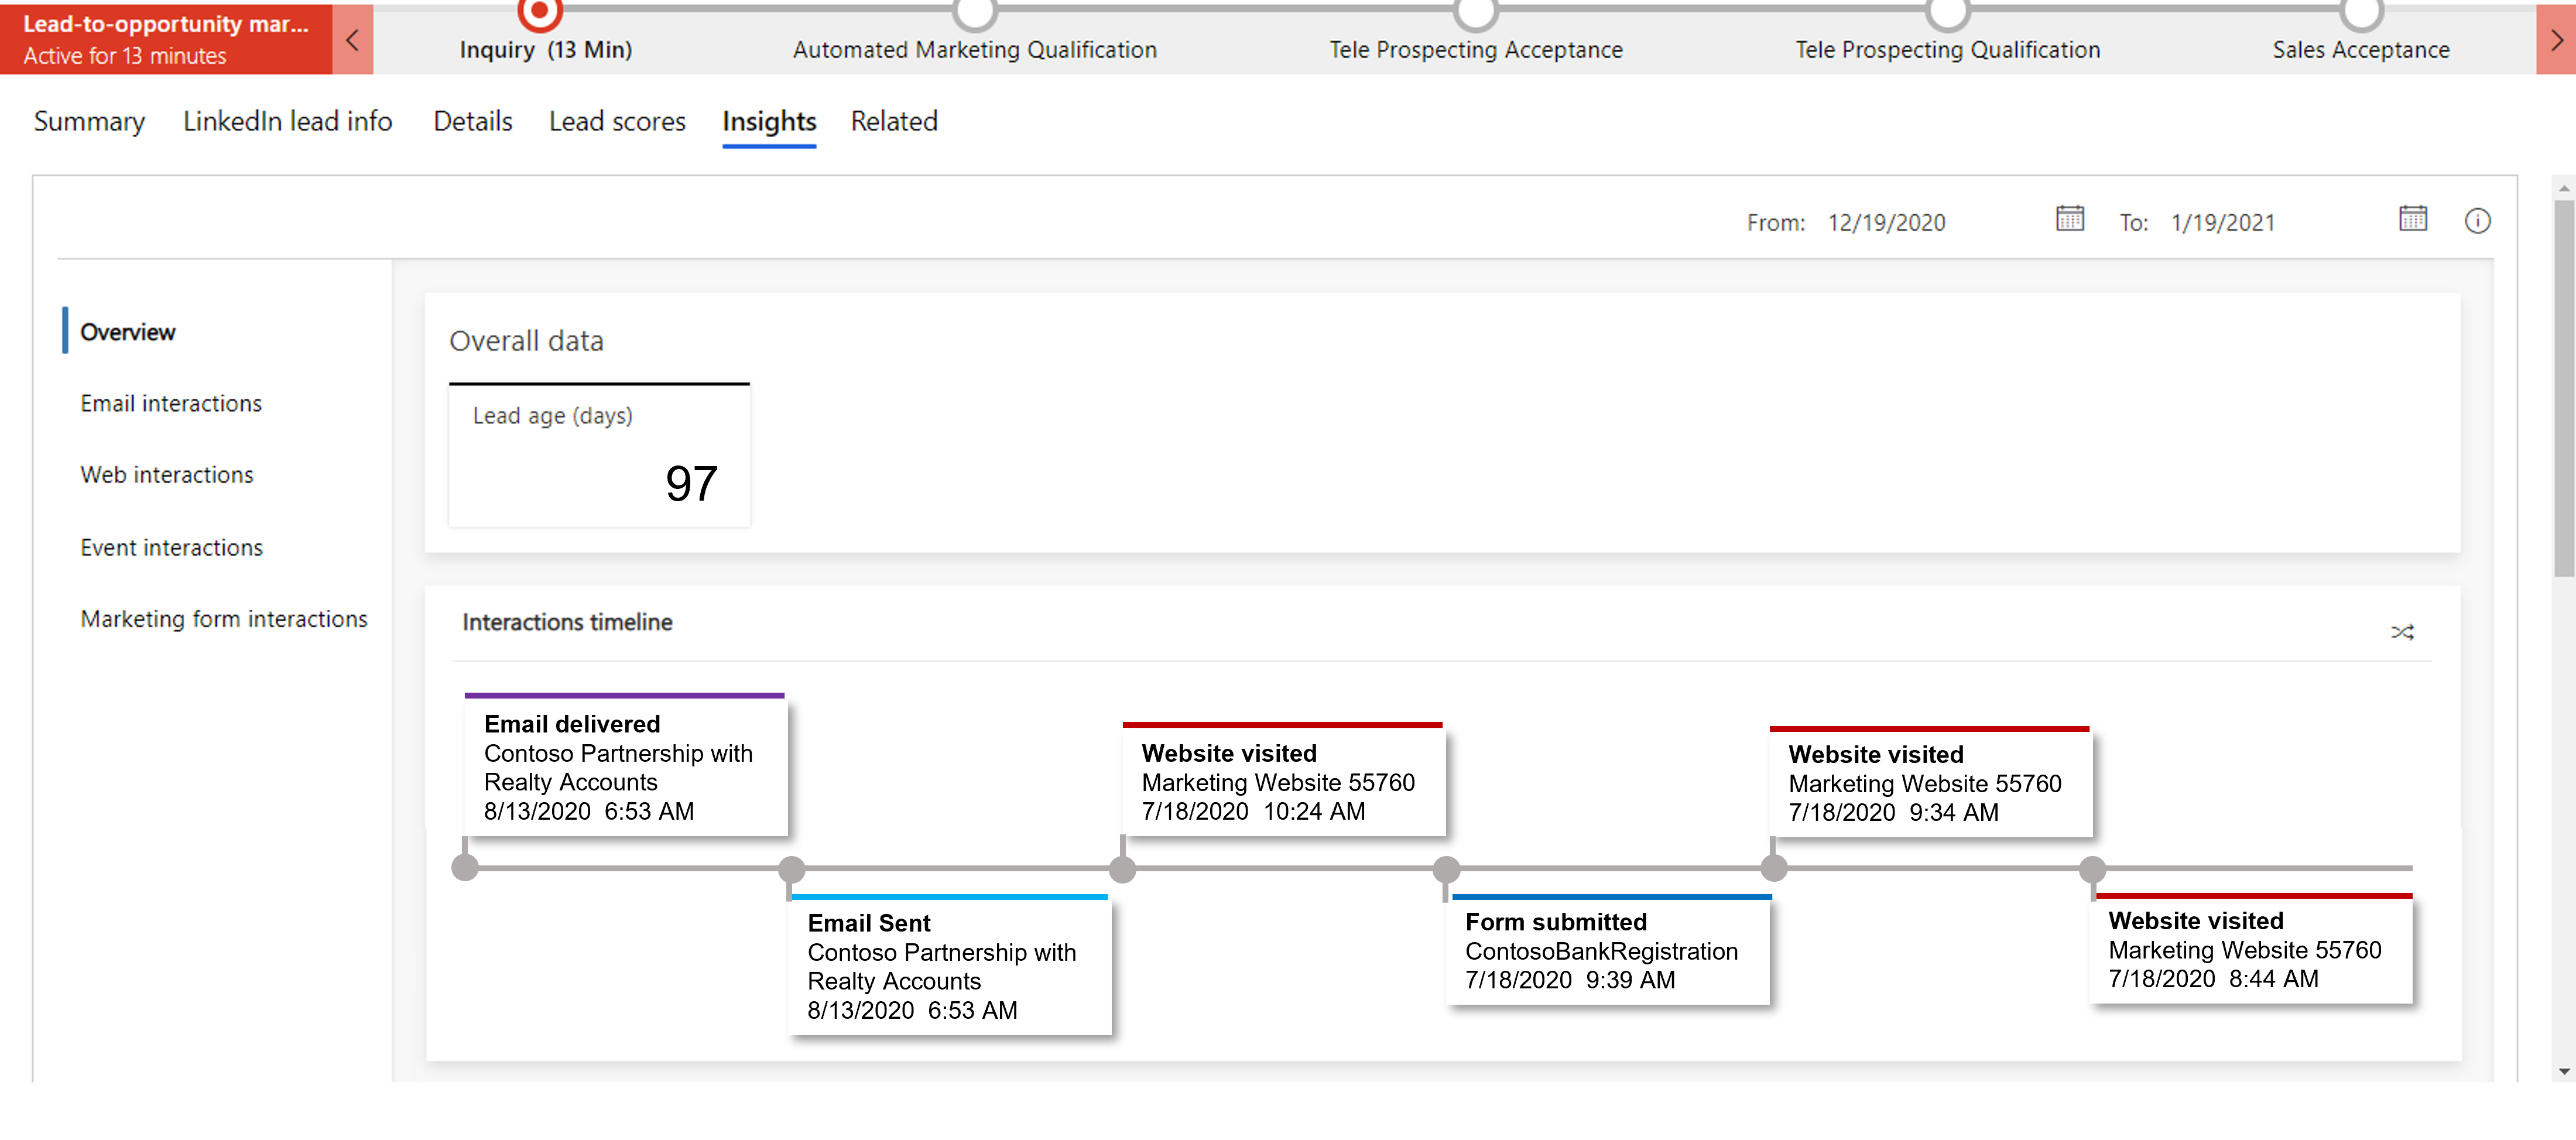 Lead-to-opportunity mar...
Active for 13 minutes
Inquiry (13 Min)
Automated Marketing Qualification
Tele Prospecting Acceptance
Tele Prospecting Qualification
Sales Acceptance
Summary
LinkedIn lead info
Details
Lead scores
Insights
Related
From: 12/19/2020
To: 1/19/2021
Overview
Email interactions
Web interactions
Event interactions
Marketing form interactions
Overall data
Lead age (days)
97
Interactions timeline
Email delivered
Contoso Partnership with
Realty Accounts
8/13/2020 6:53 AM
Email Sent
Contoso Partnership with
Realty Accounts
8/13/2020 6:53 AM
Website visited
Marketing Website 55760
7/18/2020 10:24 AM
Form submitted
ContosoBankRegistration
7/18/2020 9:39 AM
Website visited
Marketing Website 55760
7/18/2020 9:34 AM
Website visited
Marketing Website 55760
7/18/2020 8:44 AM